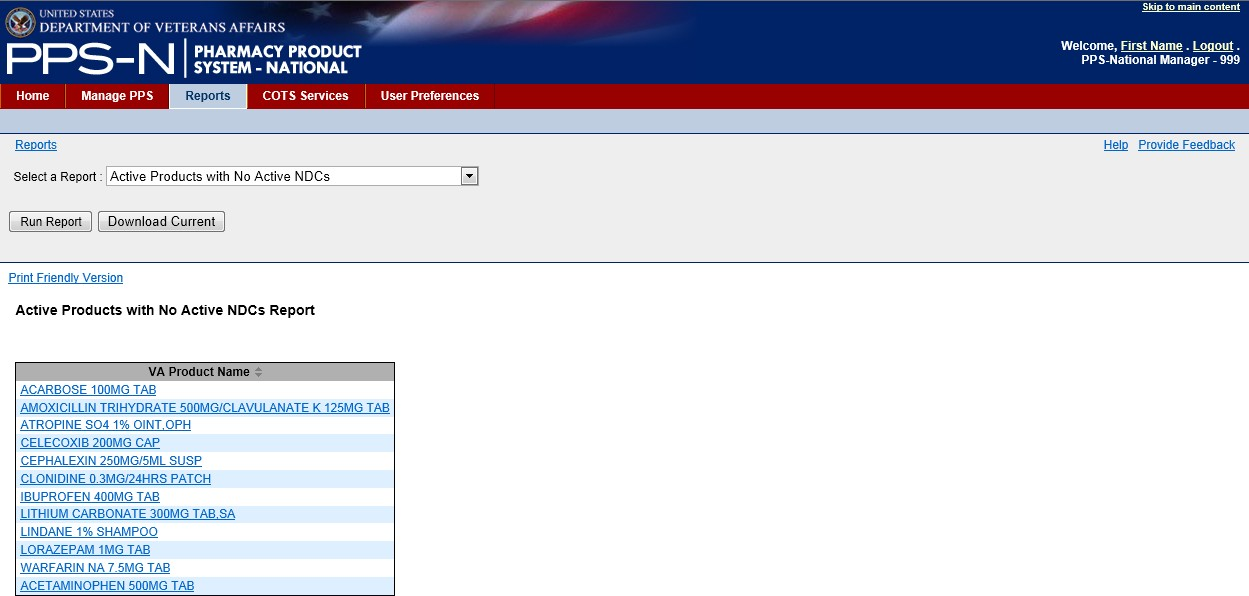 Skip to main content
UNITED STATES
DEPARTMENT OF VETERANS AFFAIRS
PPS-N PHARMACY PRODUCT
SYSTEM - NATIONAL
Welcome, First Name . Logout .
PPS-National Manager - 999
Home Manage PPS Reports COTS Services User Preferences
Reports Help Provide Feedback
Select a Report : Active Products with No Active NDCs
Run Report Download Current
Print Friendly Version
Active Products with No Active NDCs Report
VA Product Name
ACARBOSE 100MG TAB
AMOXICILLIN TRIHYDRATE 500MG/CLAVULANATE K 125MG TAB
ATROPINE SO4 1% OINT,OPH
CELECOXIB 200MG CAP
CEPHALEXIN 250MG/5ML SUSP
CLONIDINE 0.3MG/24HRS PATCH
IBUPROFEN 400MG TAB
LITHIUM CARBONATE 300MG TAB,SA
LINDANE 1% SHAMPOO
LORAZEPAM 1MG TAB
WARFARIN NA 7.5MG TAB
ACETAMINOPHEN 500MG TAB